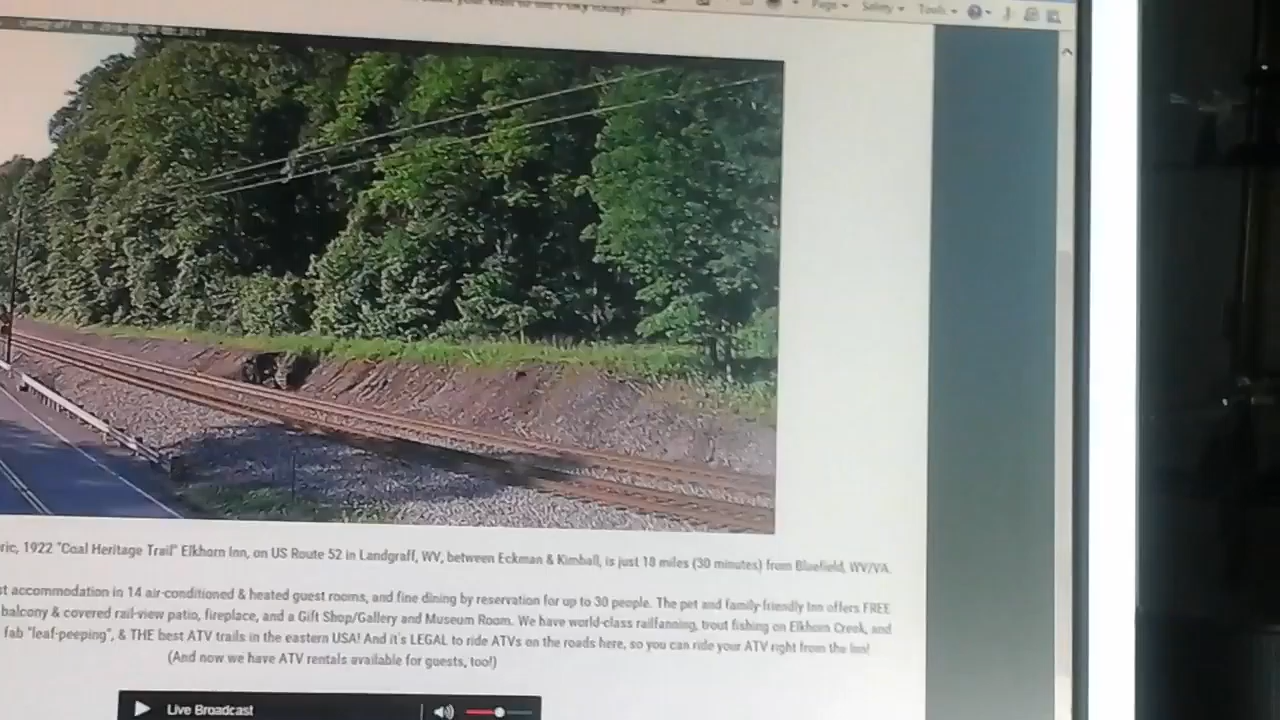 Page Safety Tools
ric, 1922 "Coal Heritage Trail" Elkhorn Inn, on US Route 52 in Landgraff, WV, between Eckman & Kimball, is just 18 miles (30 minutes) from Bluefield, WV/VA.
st accommodation in 14 air-conditioned & heated guest rooms, and fine dining by reservation for up to 30 people. The pet and family-friendly Inn offers FREE
balcony & covered rail-view patio, fireplace, and a Gift Shop/Gallery and Museum Room. We have world-class railfanning, trout fishing on Elkhorn Creek, and
fab "leaf-peeping", & THE best ATV trails in the eastern USA! And it's LEGAL to ride ATVs on the roads here, so you can ride your ATV right from the Inn!
(And now we have ATV rentals available for guests, too!)
Live Broadcast